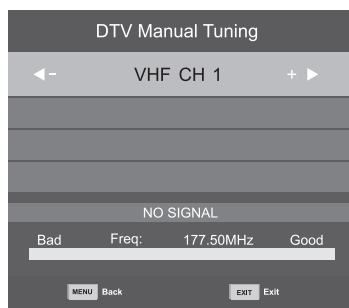 DTV Manual Tuning
- VHF CH 1 +
NO SIGNAL
Bad Freq: 177.50MHz Good
MENU Back EXIT Exit